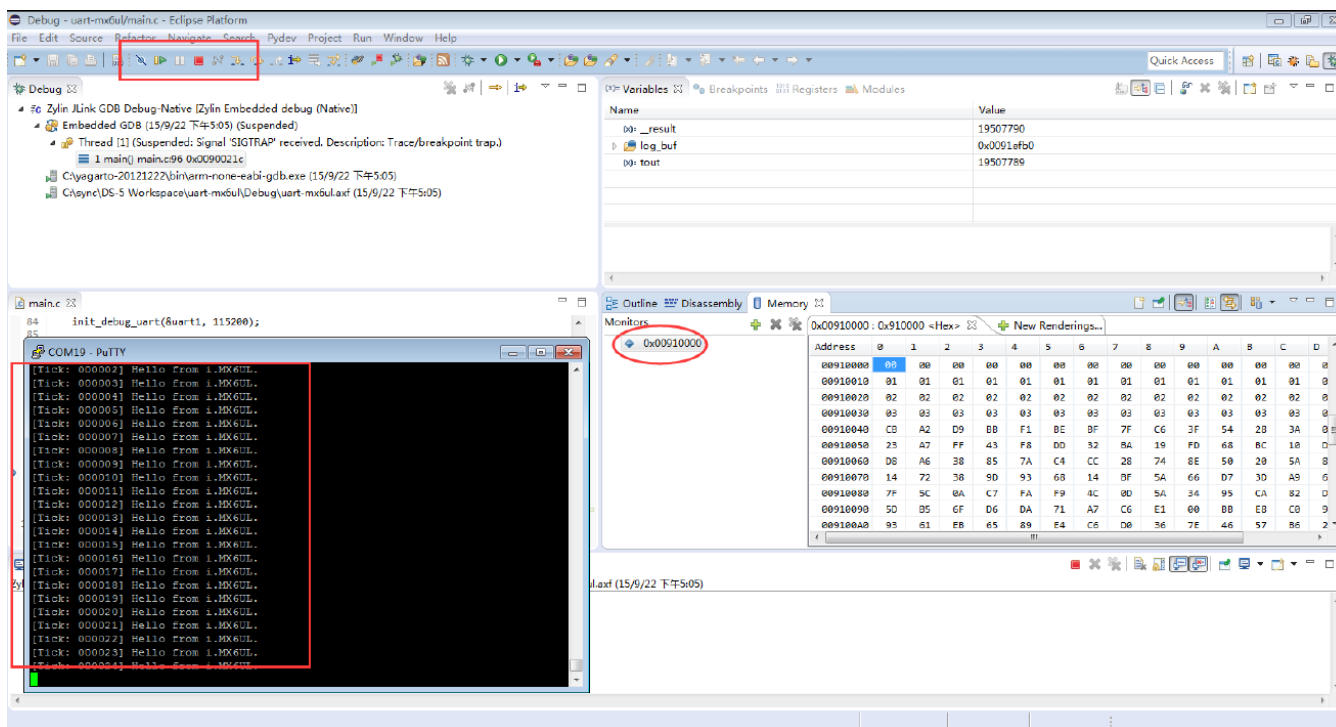 Debug - uart-mx6ul/main.c - Eclipse Platform
File Edit Source Refactor Navigate Search Pydev Project Run Window Help
Quick Access
Debug
Zylin JLink GDB Debug-Native [Zylin Embedded debug (Native)]
Embedded GDB (15/9/22 下午5:05) (Suspended)
Thread [1] (Suspended: Signal 'SIGTRAP' received. Description: Trace/breakpoint trap.)
1 main() main.c:96 0x0090021c
C:\yagarto-20121222\bin\arm-none-eabi-gdb.exe (15/9/22 下午5:05)
C:\sync\DS-5 Workspace\uart-mx6ul\Debug\uart-mx6ul.axf (15/9/22 下午5:05)
(x)= Variables Breakpoints Registers Modules
Name Value
(x)= __result 19507790
log_buf 0x0091efb0
(x)= tout 19507789
main.c
84 init_debug_uart(&uart1, 115200);
85
COM19 - PuTTY
[Tick: 000002] Hello from i.MX6UL.
[Tick: 000003] Hello from i.MX6UL.
[Tick: 000004] Hello from i.MX6UL.
[Tick: 000005] Hello from i.MX6UL.
[Tick: 000006] Hello from i.MX6UL.
[Tick: 000007] Hello from i.MX6UL.
[Tick: 000008] Hello from i.MX6UL.
[Tick: 000009] Hello from i.MX6UL.
[Tick: 000010] Hello from i.MX6UL.
[Tick: 000011] Hello from i.MX6UL.
[Tick: 000012] Hello from i.MX6UL.
[Tick: 000013] Hello from i.MX6UL.
[Tick: 000014] Hello from i.MX6UL.
[Tick: 000015] Hello from i.MX6UL.
[Tick: 000016] Hello from i.MX6UL.
[Tick: 000017] Hello from i.MX6UL.
[Tick: 000018] Hello from i.MX6UL.
[Tick: 000019] Hello from i.MX6UL.
[Tick: 000020] Hello from i.MX6UL.
[Tick: 000021] Hello from i.MX6UL.
[Tick: 000022] Hello from i.MX6UL.
[Tick: 000023] Hello from i.MX6UL.
[Tick: 000024] Hello from i.MX6UL.
Outline Disassembly Memory
Monitors
0x00910000
0x00910000 : 0x910000 <Hex> New Renderings...
Address 0 1 2 3 4 5 6 7 8 9 A B C D
00910000 00 00 00 00 00 00 00 00 00 00 00 00 00
00910010 01 01 01 01 01 01 01 01 01 01 01 01 01
00910020 02 02 02 02 02 02 02 02 02 02 02 02 02
00910030 03 03 03 03 03 03 03 03 03 03 03 03 03
00910040 CB A2 D9 BB F1 BE BF 7F C6 3F 54 2B 3A
00910050 23 A7 FF 43 F8 DD 32 BA 19 FD 68 BC 10
00910060 D8 A6 38 85 7A C4 CC 28 74 8E 50 20 5A
00910070 14 72 38 9D 93 68 14 BF 5A 66 D7 3D A9
00910080 7F 5C 0A C7 FA F9 4C 0D 5A 34 95 CA 82
00910090 5D B5 6F D6 DA 71 A7 C6 E1 00 BB EB C0
009100A0 93 61 EB 65 89 E4 C6 D0 36 7E 46 57 B6
ul.axf (15/9/22 下午5:05)